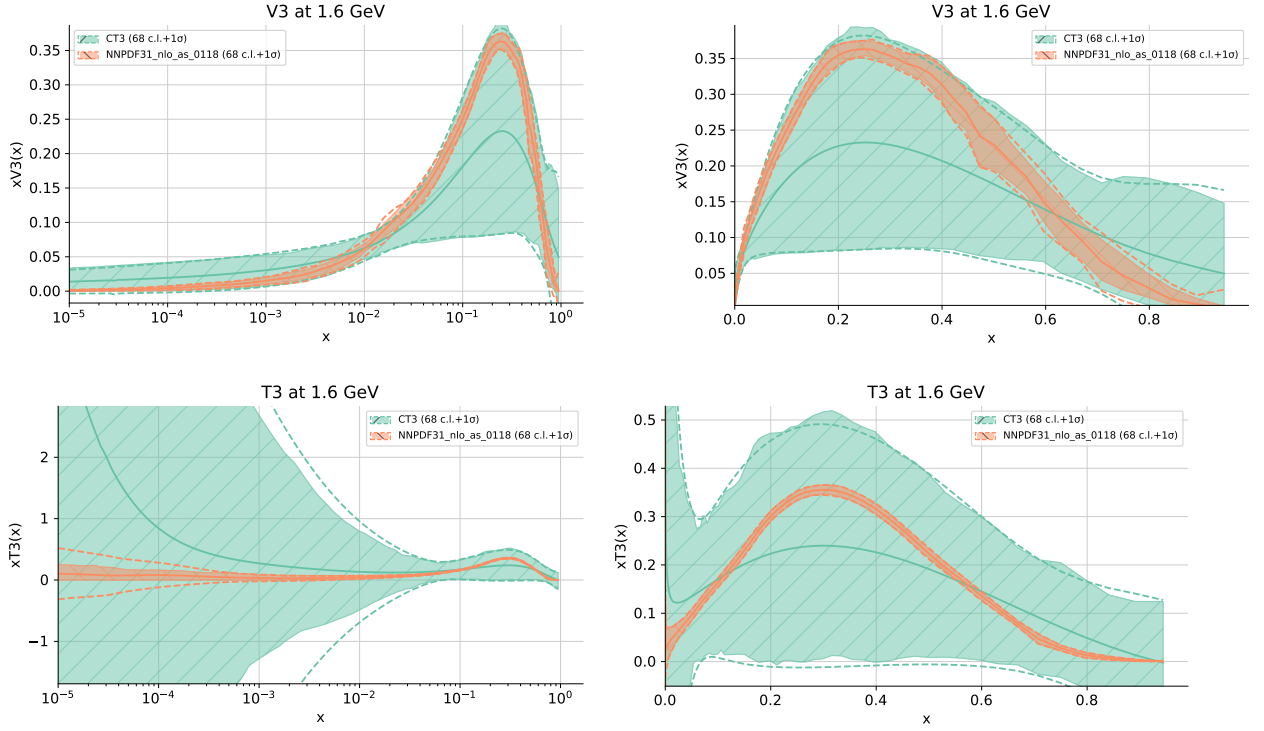 V3 at 1.6 GeV
CT3 (68 c.l.+1σ)
NNPDF31_nlo_as_0118 (68 c.l.+1σ)
xV3(x)
0.35
0.30
0.25
0.20
0.15
0.10
0.05
0.00
10⁻⁵
10⁻⁴
10⁻³
10⁻²
10⁻¹
10⁰
x
V3 at 1.6 GeV
CT3 (68 c.l.+1σ)
NNPDF31_nlo_as_0118 (68 c.l.+1σ)
xV3(x)
0.35
0.30
0.25
0.20
0.15
0.10
0.05
0.0
0.2
0.4
0.6
0.8
x
T3 at 1.6 GeV
CT3 (68 c.l.+1σ)
NNPDF31_nlo_as_0118 (68 c.l.+1σ)
xT3(x)
2
1
0
−1
10⁻⁵
10⁻⁴
10⁻³
10⁻²
10⁻¹
10⁰
x
T3 at 1.6 GeV
CT3 (68 c.l.+1σ)
NNPDF31_nlo_as_0118 (68 c.l.+1σ)
xT3(x)
0.5
0.4
0.3
0.2
0.1
0.0
0.0
0.2
0.4
0.6
0.8
x